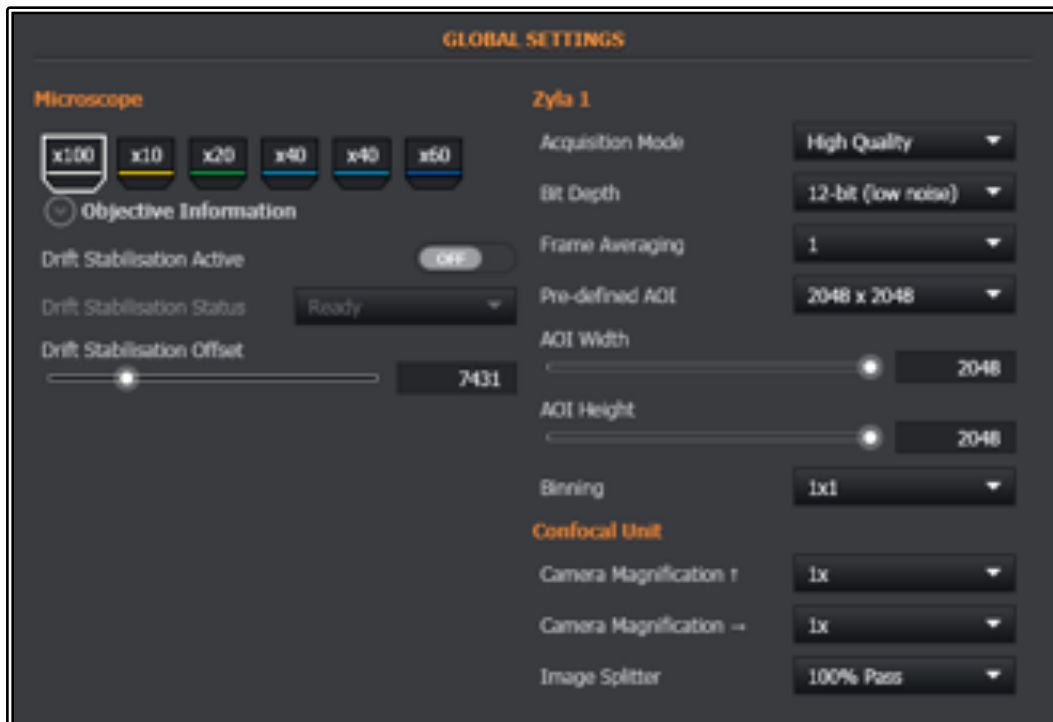 GLOBAL SETTINGS
Microscope
x100 x10 x20 x40 x40 x60
Objective Information
Drift Stabilisation Active OFF
Drift Stabilisation Status Ready
Drift Stabilisation Offset
7431
Zyla 1
Acquisition Mode High Quality
Bit Depth 12-bit (low noise)
Frame Averaging 1
Pre-defined AOI 2048 x 2048
AOI Width
2048
AOI Height
2048
Binning 1x1
Confocal Unit
Camera Magnification ↑ 1x
Camera Magnification → 1x
Image Splitter 100% Pass